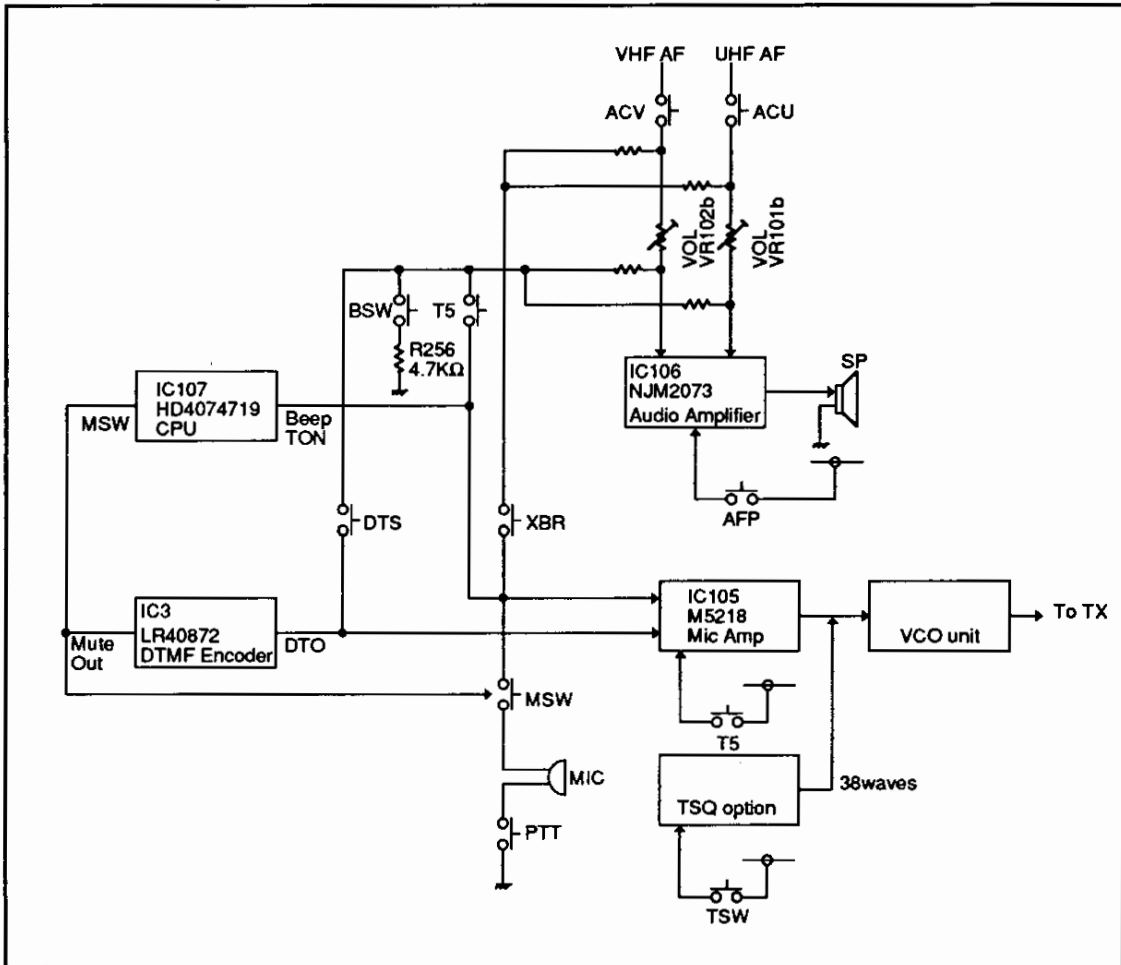 VHF AF
UHF AF
ACV
ACU
VOL
VR102b
VOL
VR101b
BSW
T5
R256
4.7KΩ
IC107
HD4074719
CPU
MSW
Beep
TON
IC106
NJM2073
Audio Amplifier
SP
AFP
DTS
XBR
IC3
LR40872
DTMF Encoder
Mute
Out
DTO
IC105
M5218
Mic Amp
VCO unit
To TX
MSW
T5
MIC
38waves
TSQ option
PTT
TSW